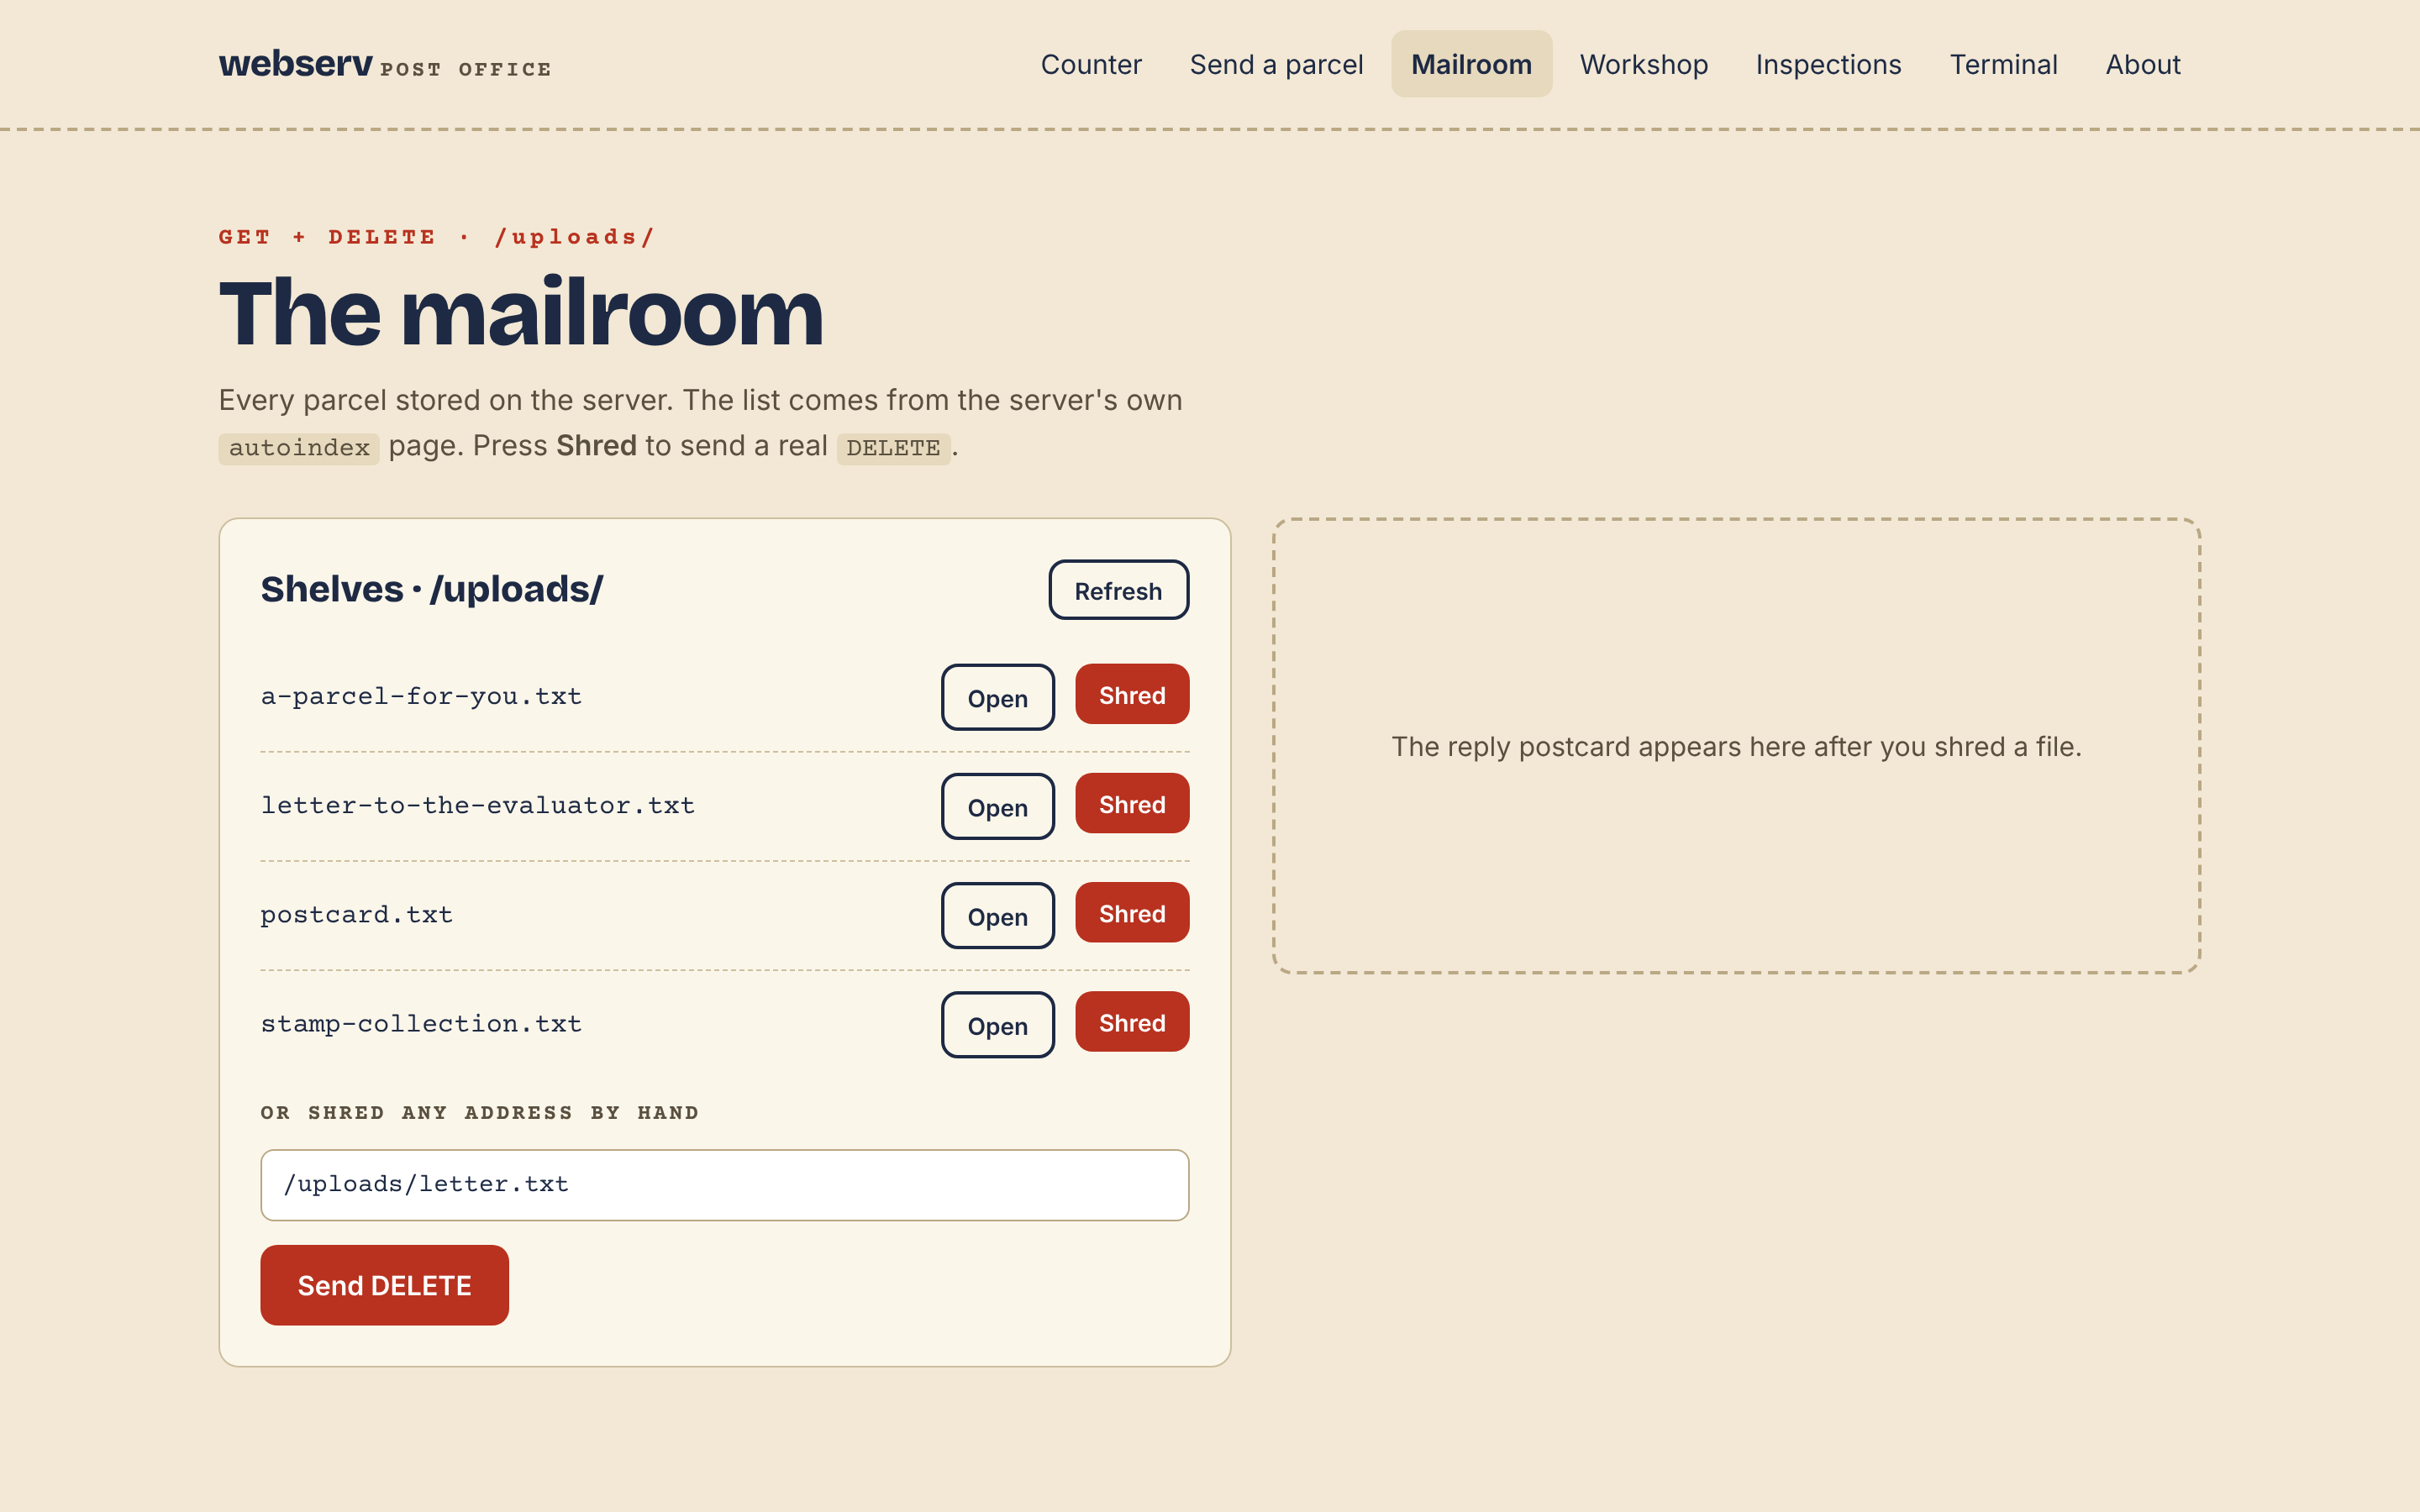 webserv POST OFFICE
Counter Send a parcel Mailroom Workshop Inspections Terminal About
GET + DELETE · /uploads/
The mailroom
Every parcel stored on the server. The list comes from the server's own
autoindex page. Press Shred to send a real DELETE.
Shelves · /uploads/ Refresh
a-parcel-for-you.txt Open Shred
letter-to-the-evaluator.txt Open Shred
postcard.txt Open Shred
stamp-collection.txt Open Shred
OR SHRED ANY ADDRESS BY HAND
/uploads/letter.txt
Send DELETE
The reply postcard appears here after you shred a file.